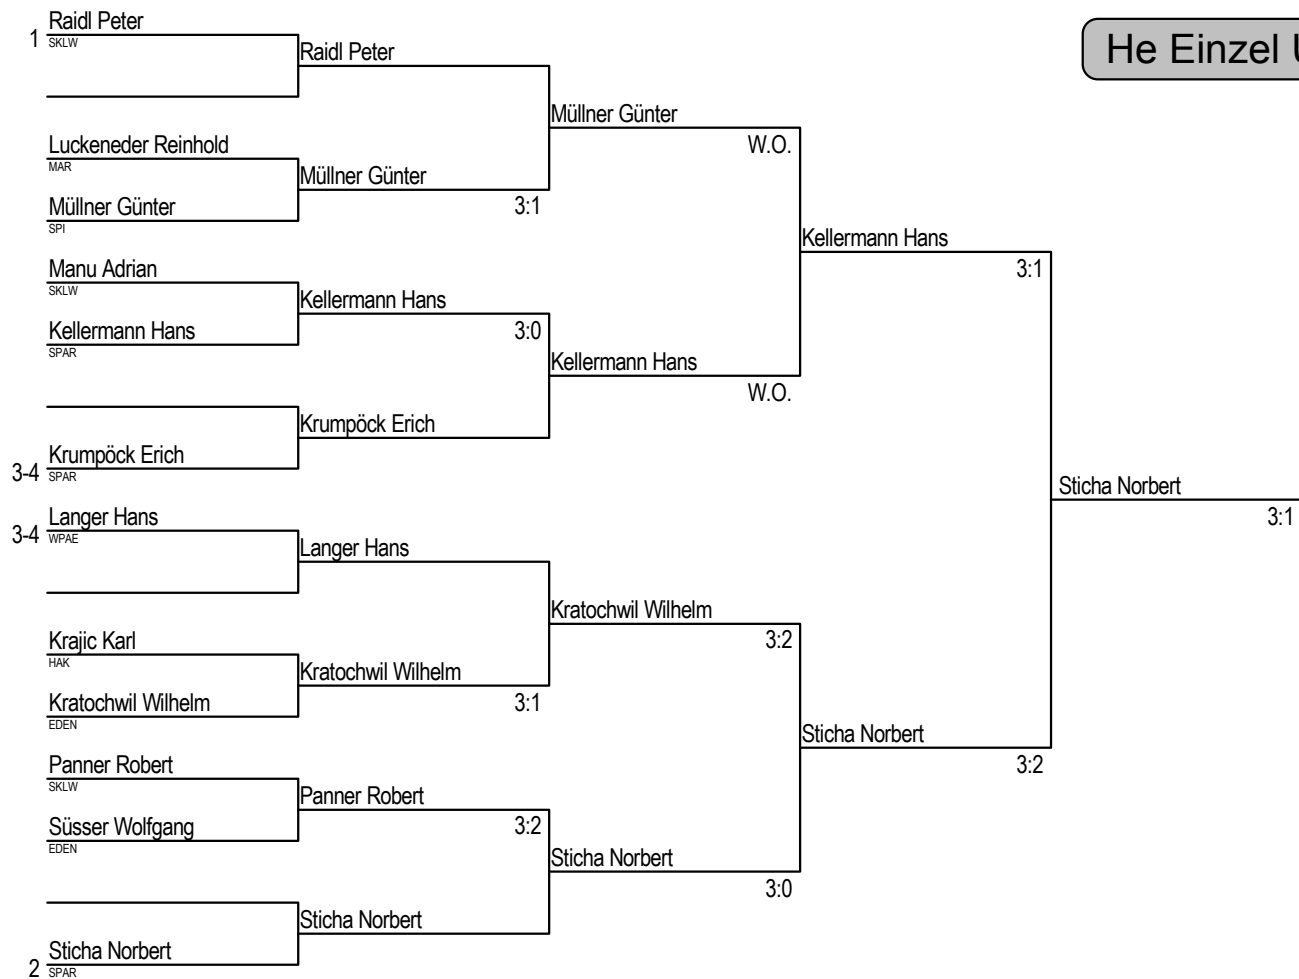 He Einzel U
1 Raidl Peter
SKLW
Luckeneder Reinhold
MAR
Müllner Günter
SPI
Manu Adrian
SKLW
Kellermann Hans
SPAR
3-4 Krumpöck Erich
SPAR
3-4 Langer Hans
WPAE
Krajic Karl
HAK
Kratochwil Wilhelm
EDEN
Panner Robert
SKLW
Süsser Wolfgang
EDEN
2 Sticha Norbert
SPAR
Raidl Peter
Müllner Günter
3:1
Kellermann Hans
3:0
Krumpöck Erich
Langer Hans
Kratochwil Wilhelm
3:1
Panner Robert
3:2
Sticha Norbert
Müllner Günter
W.O.
Kellermann Hans
W.O.
Kratochwil Wilhelm
3:2
Sticha Norbert
3:0
Kellermann Hans
3:1
Sticha Norbert
3:2
Sticha Norbert
3:1